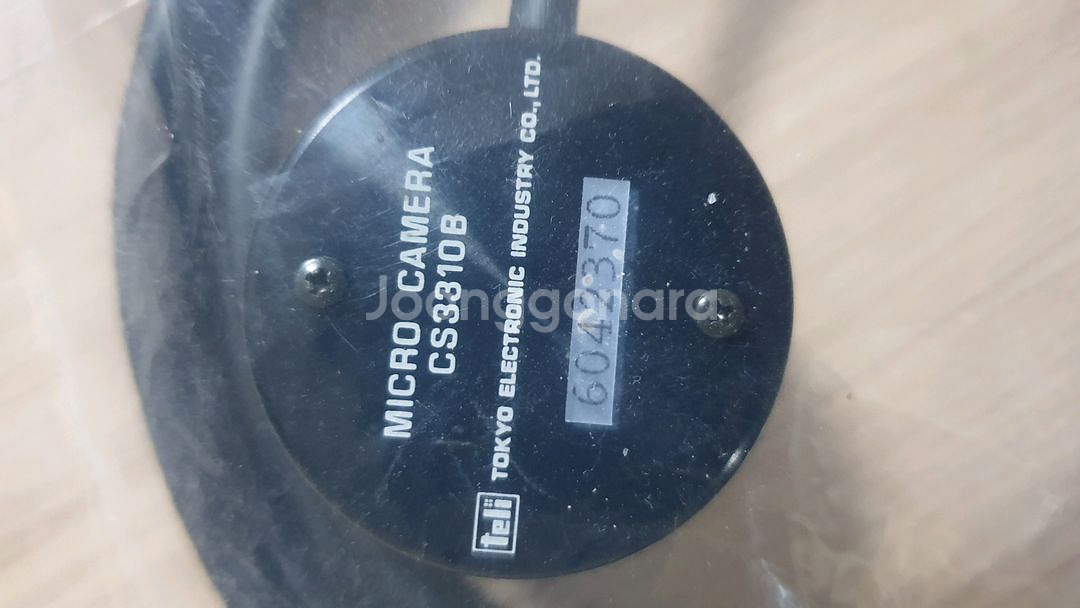 MICRO CAMERA
CS3310B
teli TOKYO ELECTRONIC INDUSTRY CO., LTD.
6042370
Joonggonara